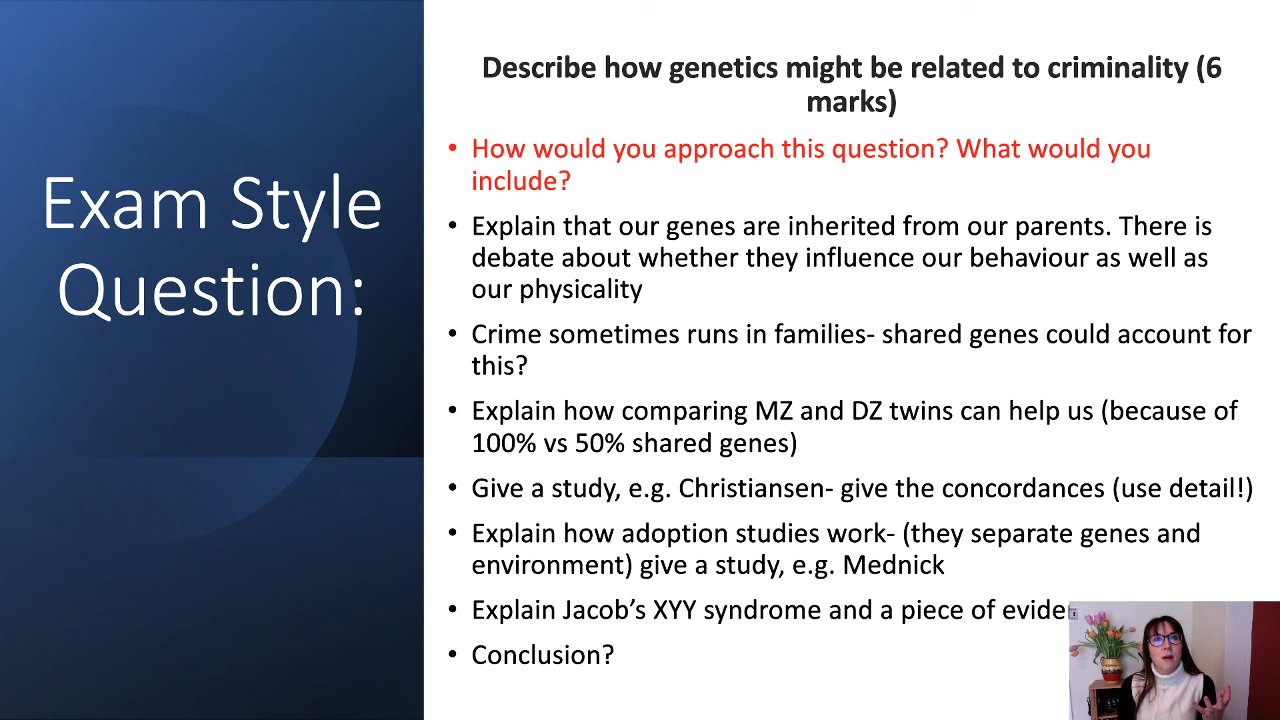 Exam Style
Question:
Describe how genetics might be related to criminality (6
marks)
• How would you approach this question? What would you
include?
• Explain that our genes are inherited from our parents. There is
debate about whether they influence our behaviour as well as
our physicality
• Crime sometimes runs in families- shared genes could account for
this?
• Explain how comparing MZ and DZ twins can help us (because of
100% vs 50% shared genes)
• Give a study, e.g. Christiansen- give the concordances (use detail!)
• Explain how adoption studies work- (they separate genes and
environment) give a study, e.g. Mednick
• Explain Jacob's XYY syndrome and a piece of
• Conclusion?